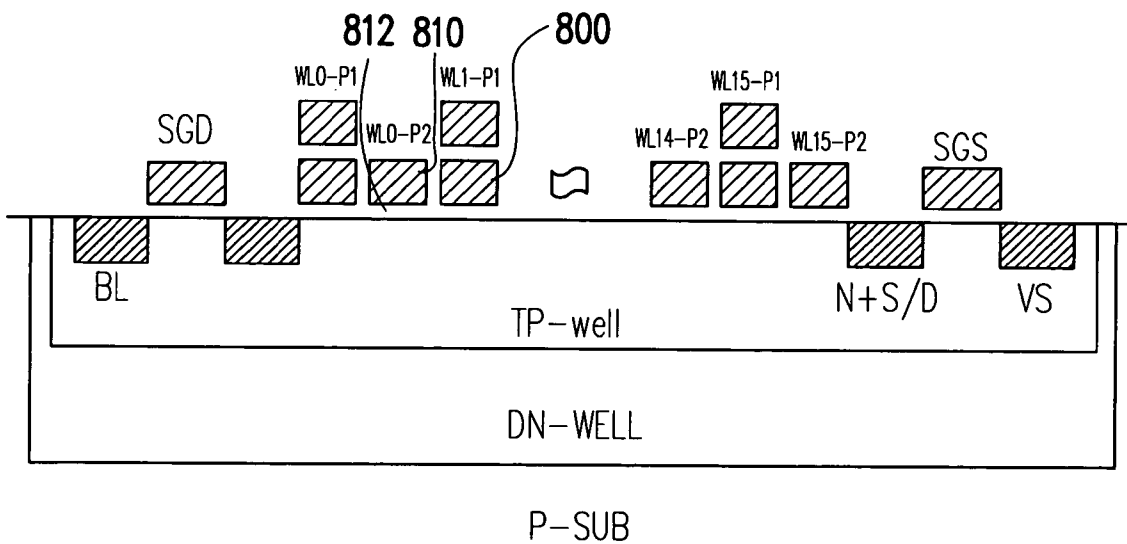 812 810 800
WL0-P1 WL1-P1 WL15-P1
SGD WL0-P2 WL14-P2 WL15-P2 SGS
BL N+S/D VS
TP-well
DN-WELL
P-SUB